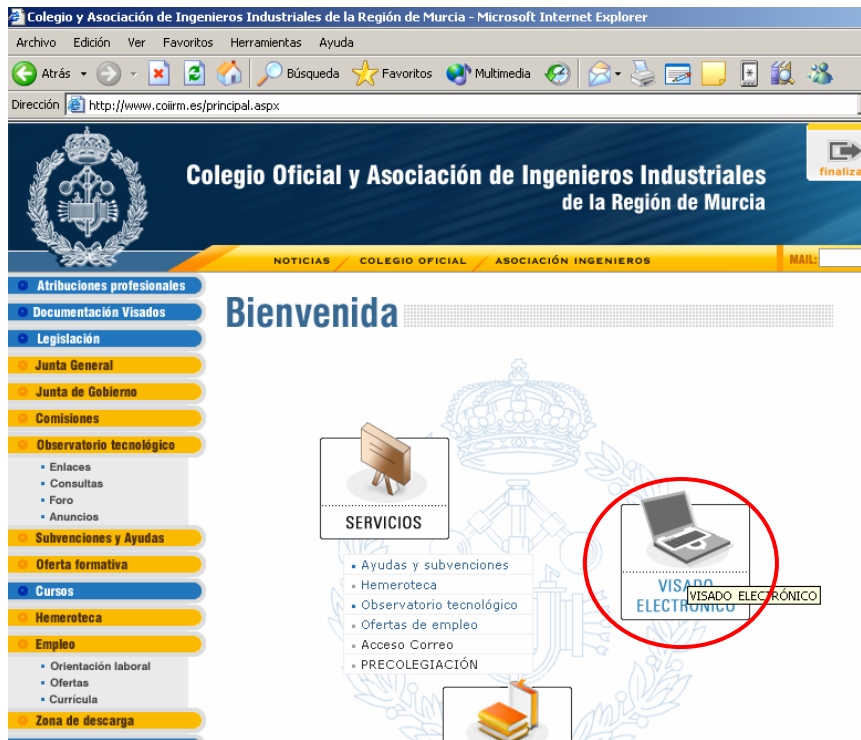 Colegio y Asociación de Ingenieros Industriales de la Región de Murcia - Microsoft Internet Explorer
Archivo Edición Ver Favoritos Herramientas Ayuda
Atrás Búsqueda Favoritos Multimedia
Dirección http://www.coiirm.es/principal.aspx
Colegio Oficial y Asociación de Ingenieros Industriales
de la Región de Murcia
finaliza
NOTICIAS COLEGIO OFICIAL ASOCIACIÓN INGENIEROS MAIL:
Atribuciones profesionales
Documentación Visados
Legislación
Junta General
Junta de Gobierno
Comisiones
Observatorio tecnológico
Enlaces
Consultas
Foro
Anuncios
Subvenciones y Ayudas
Oferta formativa
Cursos
Hemeroteca
Empleo
Orientación laboral
Ofertas
Currícula
Zona de descarga
Bienvenida
SERVICIOS
Ayudas y subvenciones
Hemeroteca
Observatorio tecnológico
Ofertas de empleo
Acceso Correo
PRECOLEGIACIÓN
VISADO
ELECTRÓNICO
VISADO ELECTRÓNICO